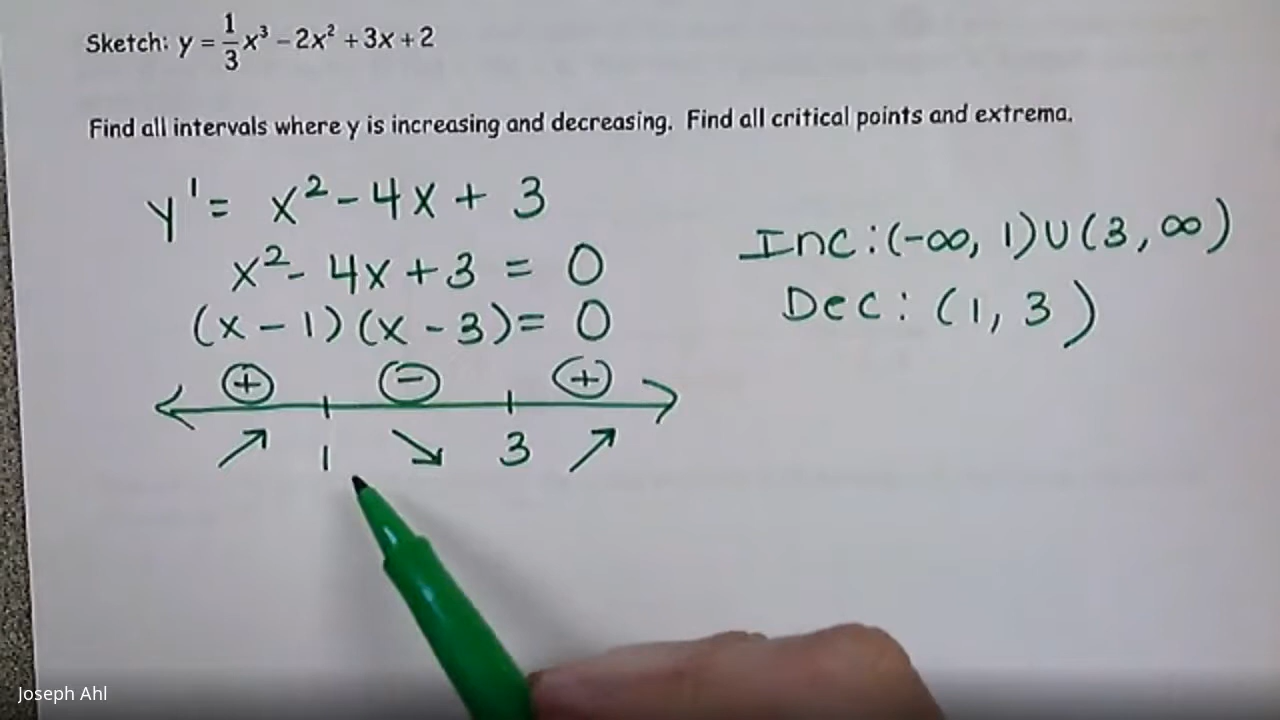 Sketch: y = 1/3 x³ − 2x² + 3x + 2
Find all intervals where y is increasing and decreasing. Find all critical points and extrema.
y' = x² − 4x + 3
x² − 4x + 3 = 0
(x − 1)(x − 3) = 0
+ − +
↗ 1 ↘ 3 ↗
Inc: (−∞, 1) ∪ (3, ∞)
Dec: (1, 3)
Joseph Ahl